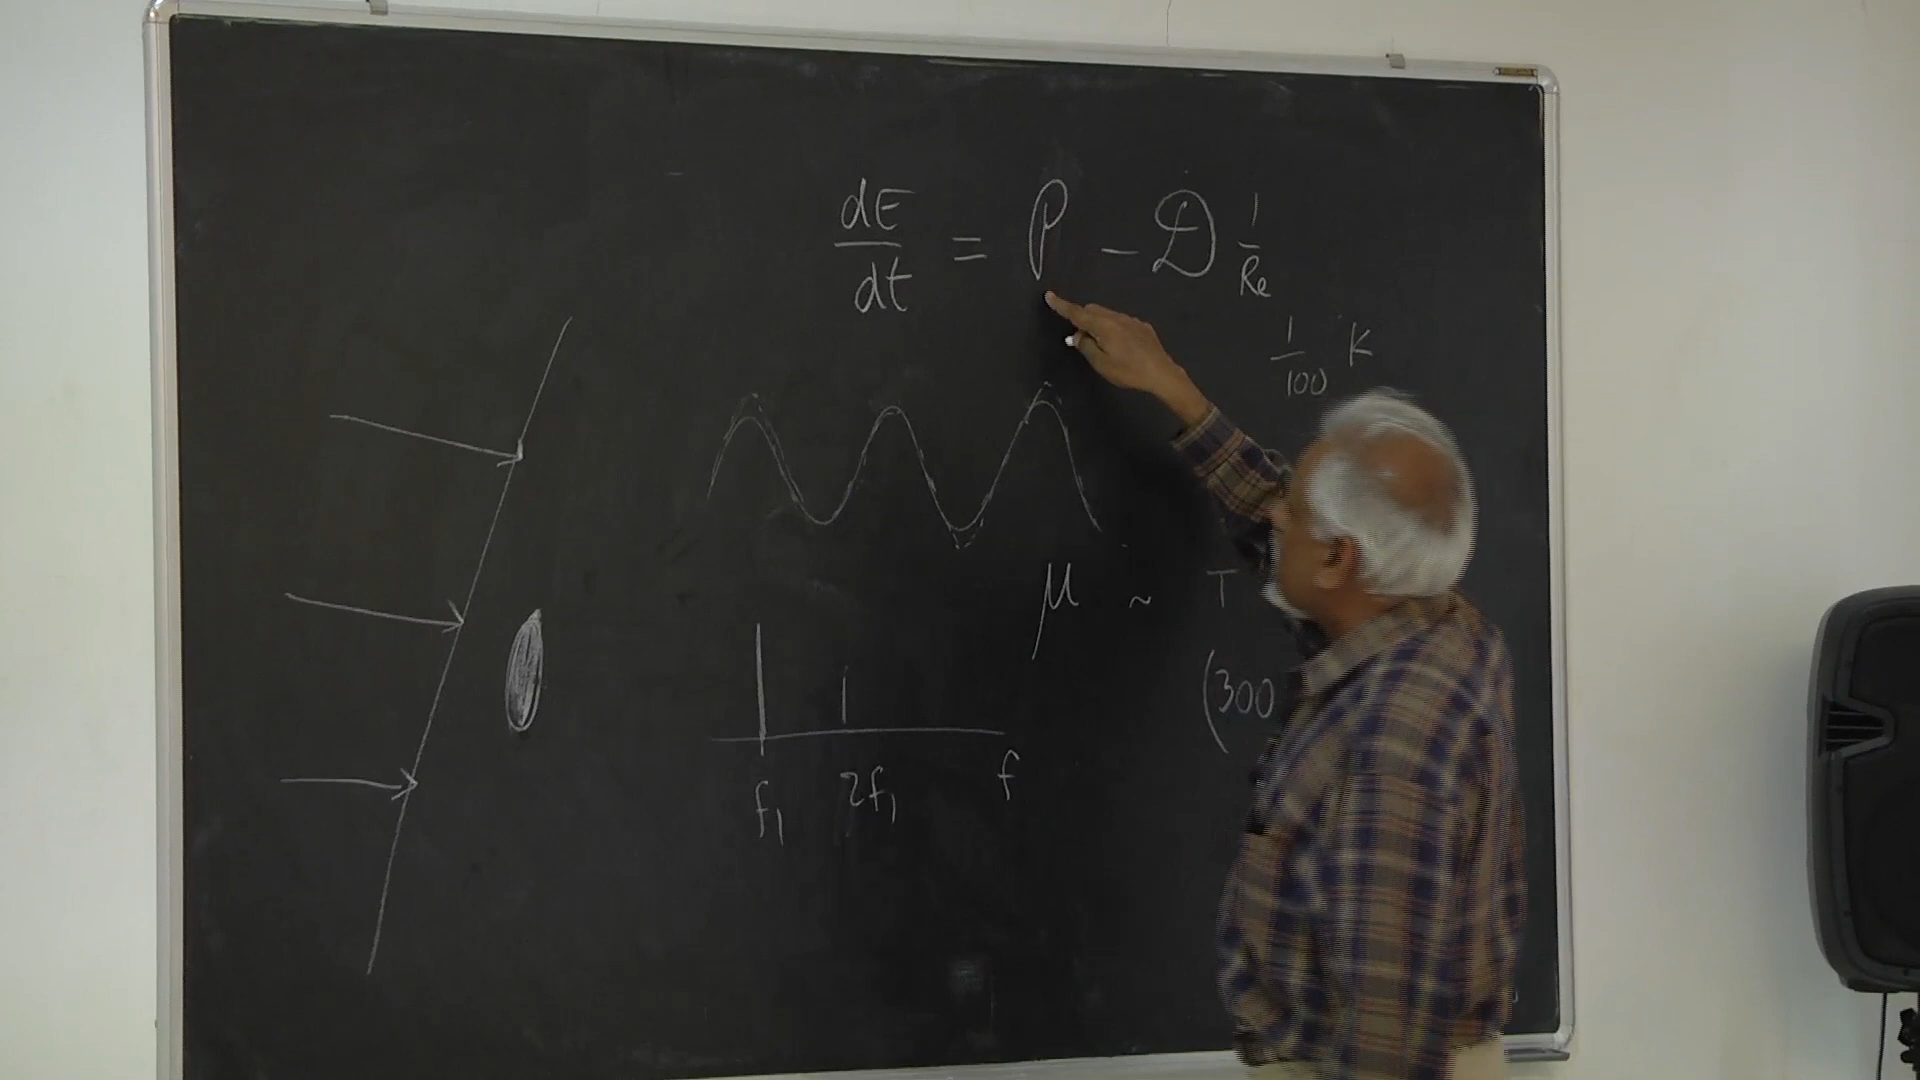 dE/dt = P - D 1/Re
1/100 K
μ ~ T
(300
f₁ 2f₁ f